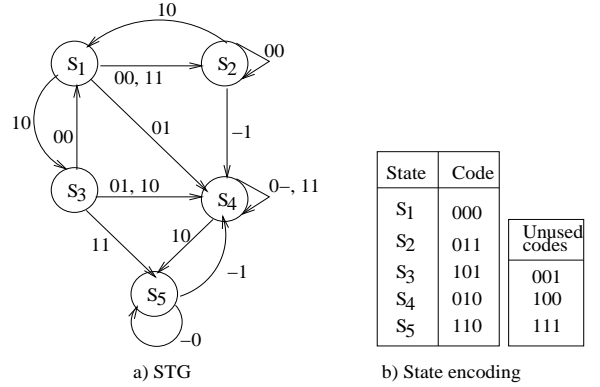 10
S1
S2
00
00, 11
01
10
00
–1
S3
01, 10
S4
0–, 11
11
10
–1
S5
–0
a) STG
State Code
S1 000
S2 011
S3 101
S4 010
S5 110
Unused
codes
001
100
111
b) State encoding